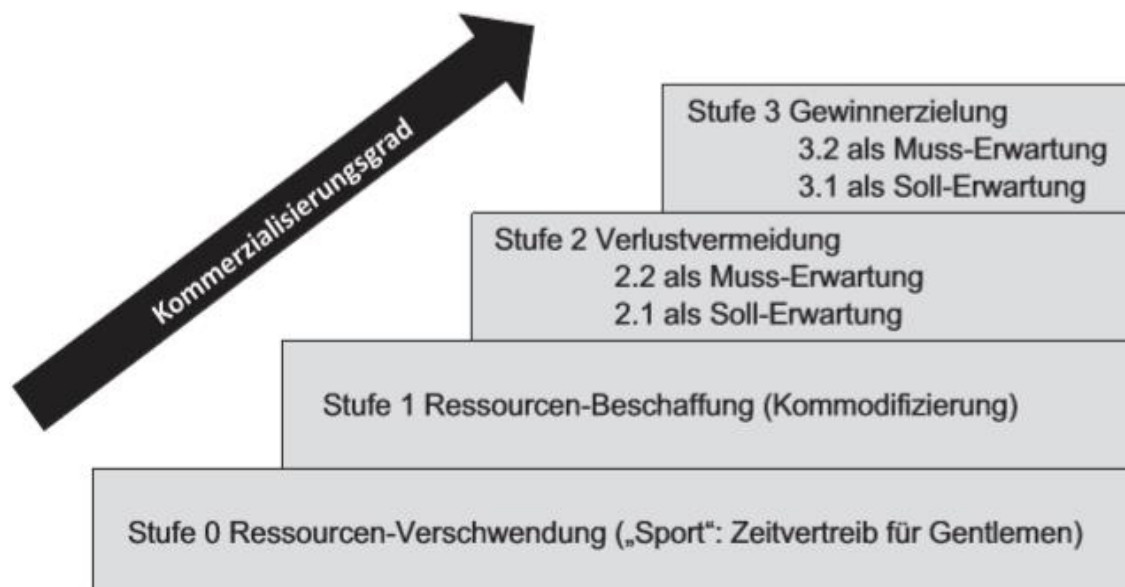 Kommerzialisierungsgrad
Stufe 3 Gewinnerzielung
3.2 als Muss-Erwartung
3.1 als Soll-Erwartung
Stufe 2 Verlustvermeidung
2.2 als Muss-Erwartung
2.1 als Soll-Erwartung
Stufe 1 Ressourcen-Beschaffung (Kommodifizierung)
Stufe 0 Ressourcen-Verschwendung („Sport“: Zeitvertreib für Gentlemen)